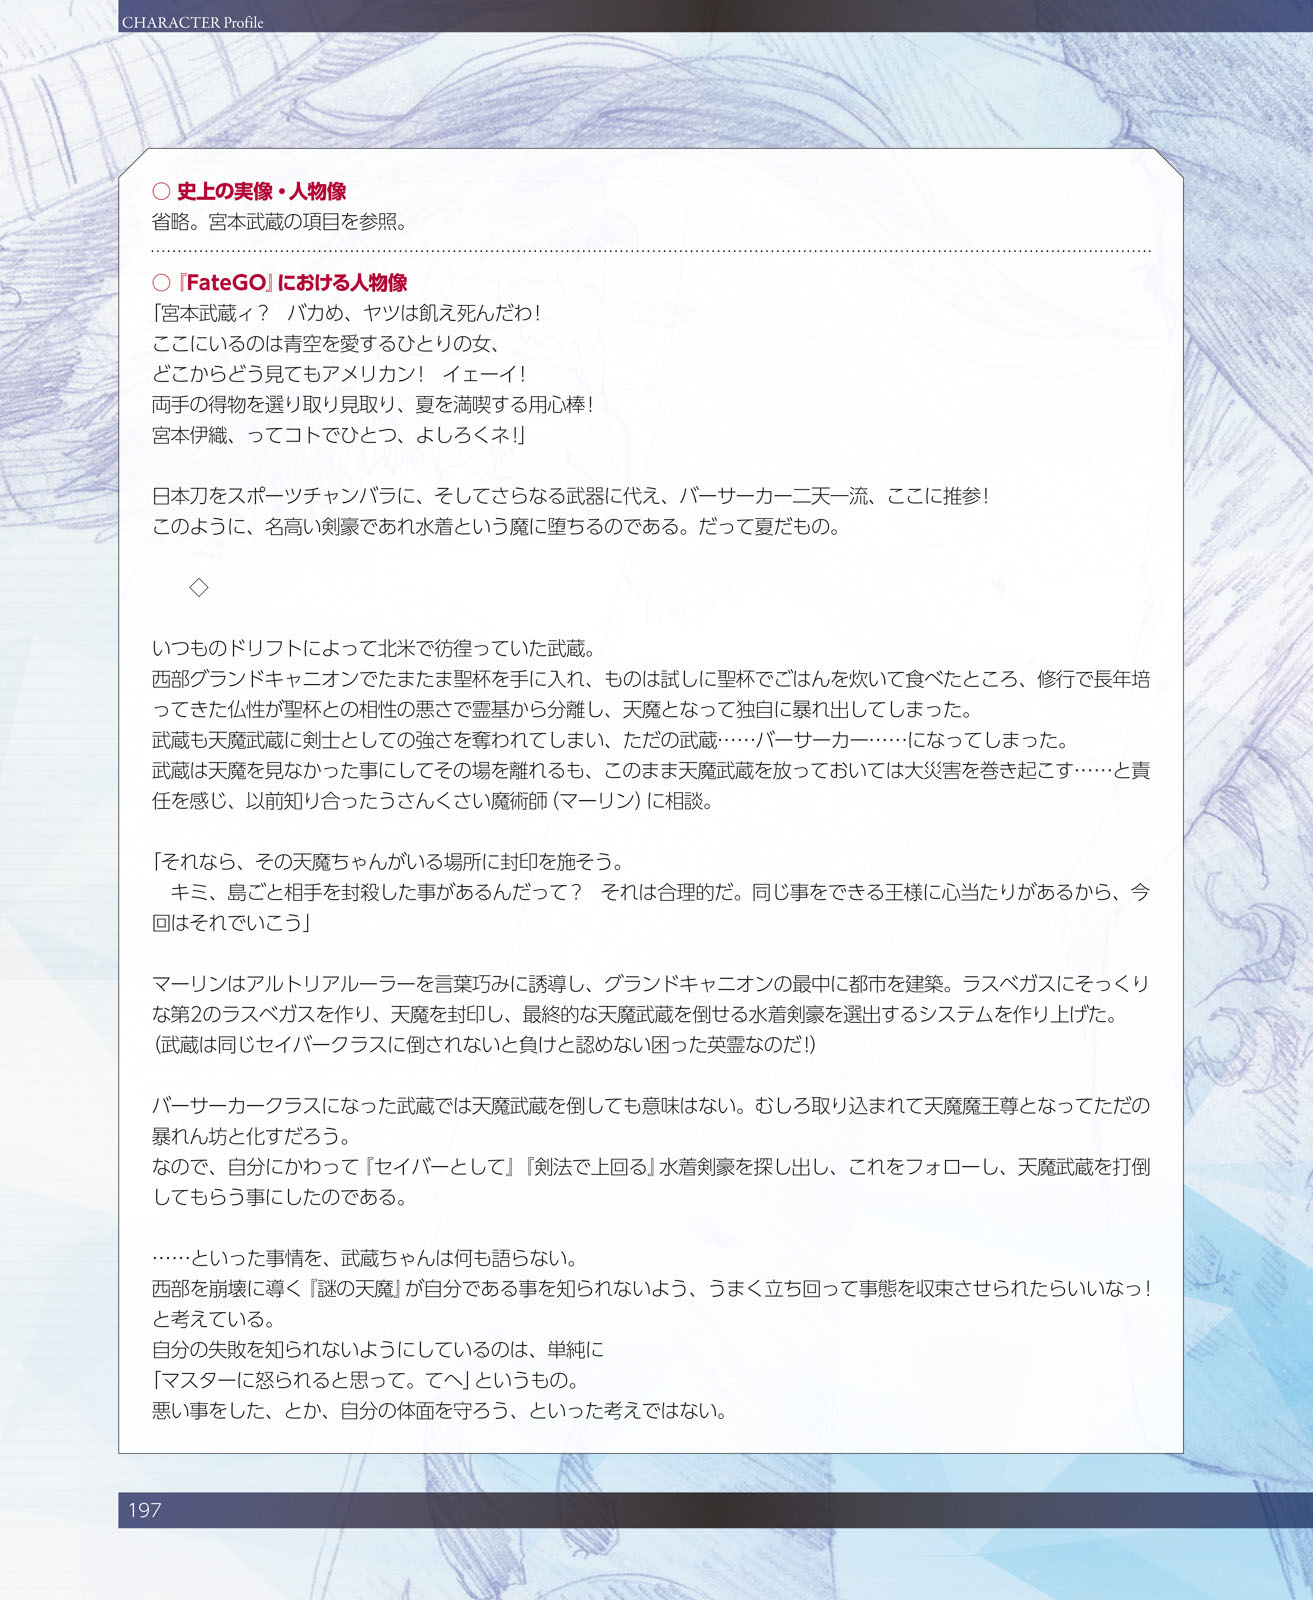 CHARACTER Profile
○ 史上の実像・人物像
省略。宮本武蔵の項目を参照。
○『FateGO』における人物像
「宮本武蔵ィ？　バカめ、ヤツは飢え死んだわ！
ここにいるのは青空を愛するひとりの女、
どこからどう見てもアメリカン！　イェーイ！
両手の得物を選り取り見取り、夏を満喫する用心棒！
宮本伊織、ってコトでひとつ、よしろくネ！」
日本刀をスポーツチャンバラに、そしてさらなる武器に代え、バーサーカー二天一流、ここに推参！
このように、名高い剣豪であれ水着という魔に堕ちるのである。だって夏だもの。
◇
いつものドリフトによって北米で彷徨っていた武蔵。
西部グランドキャニオンでたまたま聖杯を手に入れ、ものは試しに聖杯でごはんを炊いて食べたところ、修行で長年培
ってきた仏性が聖杯との相性の悪さで霊基から分離し、天魔となって独自に暴れ出してしまった。
武蔵も天魔武蔵に剣士としての強さを奪われてしまい、ただの武蔵……バーサーカー……になってしまった。
武蔵は天魔を見なかった事にしてその場を離れるも、このまま天魔武蔵を放っておいては大災害を巻き起こす……と責
任を感じ、以前知り合ったうさんくさい魔術師（マーリン）に相談。
「それなら、その天魔ちゃんがいる場所に封印を施そう。
　キミ、島ごと相手を封殺した事があるんだって？　それは合理的だ。同じ事をできる王様に心当たりがあるから、今
回はそれでいこう」
マーリンはアルトリアルーラーを言葉巧みに誘導し、グランドキャニオンの最中に都市を建築。ラスベガスにそっくり
な第2のラスベガスを作り、天魔を封印し、最終的な天魔武蔵を倒せる水着剣豪を選出するシステムを作り上げた。
（武蔵は同じセイバークラスに倒されないと負けと認めない困った英霊なのだ！）
バーサーカークラスになった武蔵では天魔武蔵を倒しても意味はない。むしろ取り込まれて天魔魔王尊となってただの
暴れん坊と化すだろう。
なので、自分にかわって『セイバーとして』『剣法で上回る』水着剣豪を探し出し、これをフォローし、天魔武蔵を打倒
してもらう事にしたのである。
……といった事情を、武蔵ちゃんは何も語らない。
西部を崩壊に導く『謎の天魔』が自分である事を知られないよう、うまく立ち回って事態を収束させられたらいいなっ！
と考えている。
自分の失敗を知られないようにしているのは、単純に
「マスターに怒られると思って。てへ」というもの。
悪い事をした、とか、自分の体面を守ろう、といった考えではない。
197